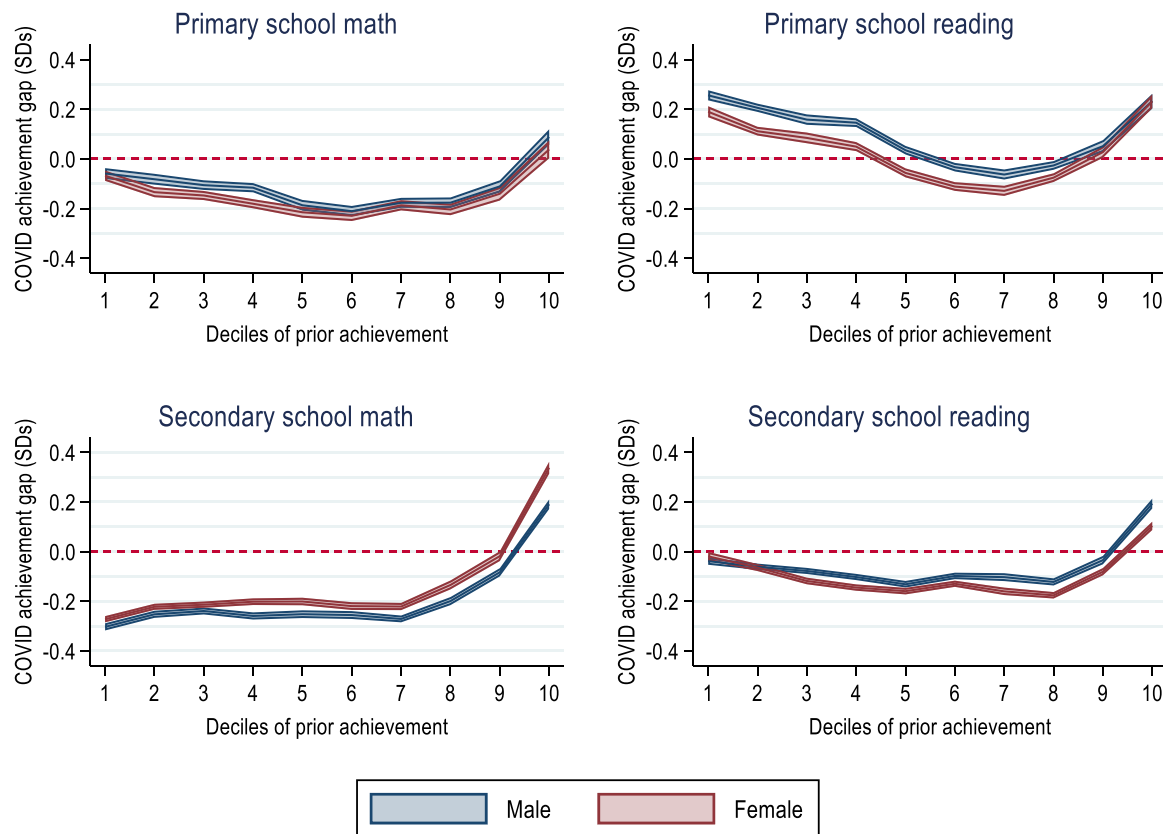 Primary school math
COVID achievement gap (SDs)
0.4
0.2
0.0
-0.2
-0.4
1 2 3 4 5 6 7 8 9 10
Deciles of prior achievement
Primary school reading
COVID achievement gap (SDs)
0.4
0.2
0.0
-0.2
-0.4
1 2 3 4 5 6 7 8 9 10
Deciles of prior achievement
Secondary school math
COVID achievement gap (SDs)
0.4
0.2
0.0
-0.2
-0.4
1 2 3 4 5 6 7 8 9 10
Deciles of prior achievement
Secondary school reading
COVID achievement gap (SDs)
0.4
0.2
0.0
-0.2
-0.4
1 2 3 4 5 6 7 8 9 10
Deciles of prior achievement
Male Female